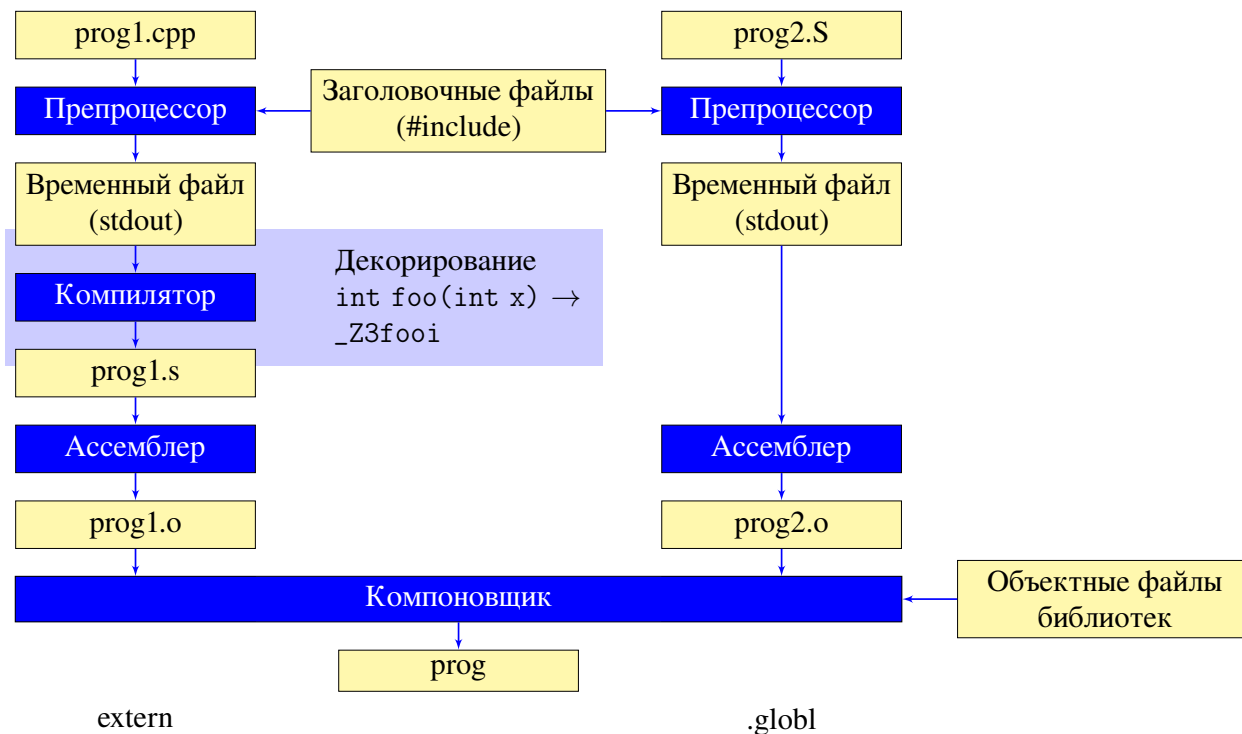 prog1.cpp
prog2.S
Препроцессор
Заголовочные файлы
(#include)
Препроцессор
Временный файл
(stdout)
Временный файл
(stdout)
Компилятор
Декорирование
int foo(int x) →
_Z3fooi
prog1.s
Ассемблер
Ассемблер
prog1.o
prog2.o
Компоновщик
Объектные файлы
библиотек
prog
extern
.globl